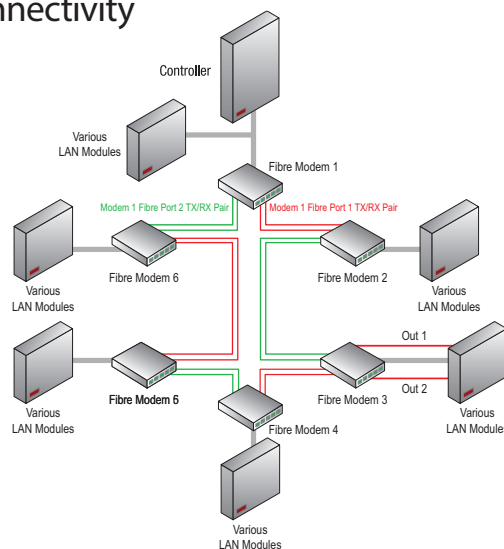 nnectivity
Controller
Various
LAN Modules
Fibre Modem 1
Modem 1 Fibre Port 2 TX/RX Pair
Modem 1 Fibre Port 1 TX/RX Pair
Fibre Modem 6
Fibre Modem 2
Various
LAN Modules
Various
LAN Modules
Out 1
Out 2
Fibre Modem 6
Fibre Modem 3
Various
LAN Modules
Various
LAN Modules
Fibre Modem 4
Various
LAN Modules